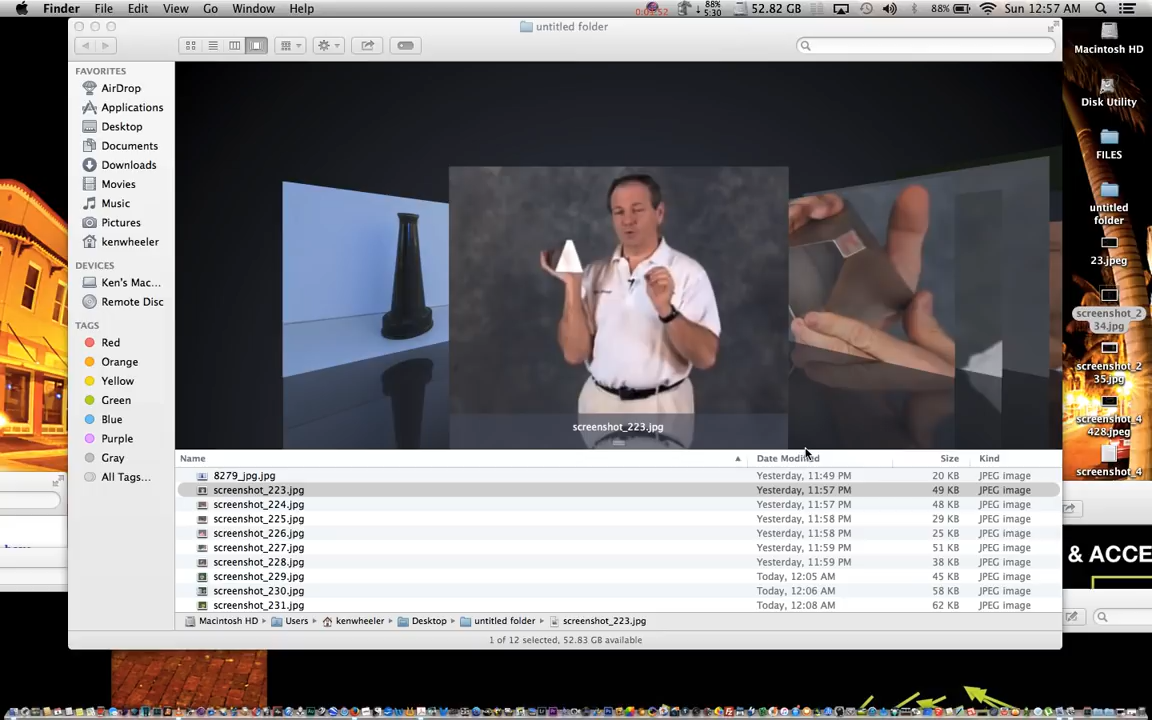 Finder File Edit View Go Window Help 88% 5:30 52.82 GB 88% Sun 12:57 AM
untitled folder
FAVORITES
AirDrop
Applications
Desktop
Documents
Downloads
Movies
Music
Pictures
kenwheeler
DEVICES
Ken's Mac...
Remote Disc
TAGS
Red
Orange
Yellow
Green
Blue
Purple
Gray
All Tags...
screenshot_223.jpg
Name Date Modified Size Kind
8279_jpg.jpg Yesterday, 11:49 PM 20 KB JPEG image
screenshot_223.jpg Yesterday, 11:57 PM 49 KB JPEG image
screenshot_224.jpg Yesterday, 11:57 PM 48 KB JPEG image
screenshot_225.jpg Yesterday, 11:58 PM 29 KB JPEG image
screenshot_226.jpg Yesterday, 11:58 PM 25 KB JPEG image
screenshot_227.jpg Yesterday, 11:59 PM 51 KB JPEG image
screenshot_228.jpg Yesterday, 11:59 PM 38 KB JPEG image
screenshot_229.jpg Today, 12:05 AM 45 KB JPEG image
screenshot_230.jpg Today, 12:06 AM 58 KB JPEG image
screenshot_231.jpg Today, 12:08 AM 62 KB JPEG image
Macintosh HD Users kenwheeler Desktop untitled folder screenshot_223.jpg
1 of 12 selected, 52.83 GB available
Macintosh HD
Disk Utility
FILES
untitled
folder
23.jpeg
screenshot_2
34.jpg
screenshot_2
35.jpg
screenshot_4
428.jpeg
screenshot_4
& ACCE